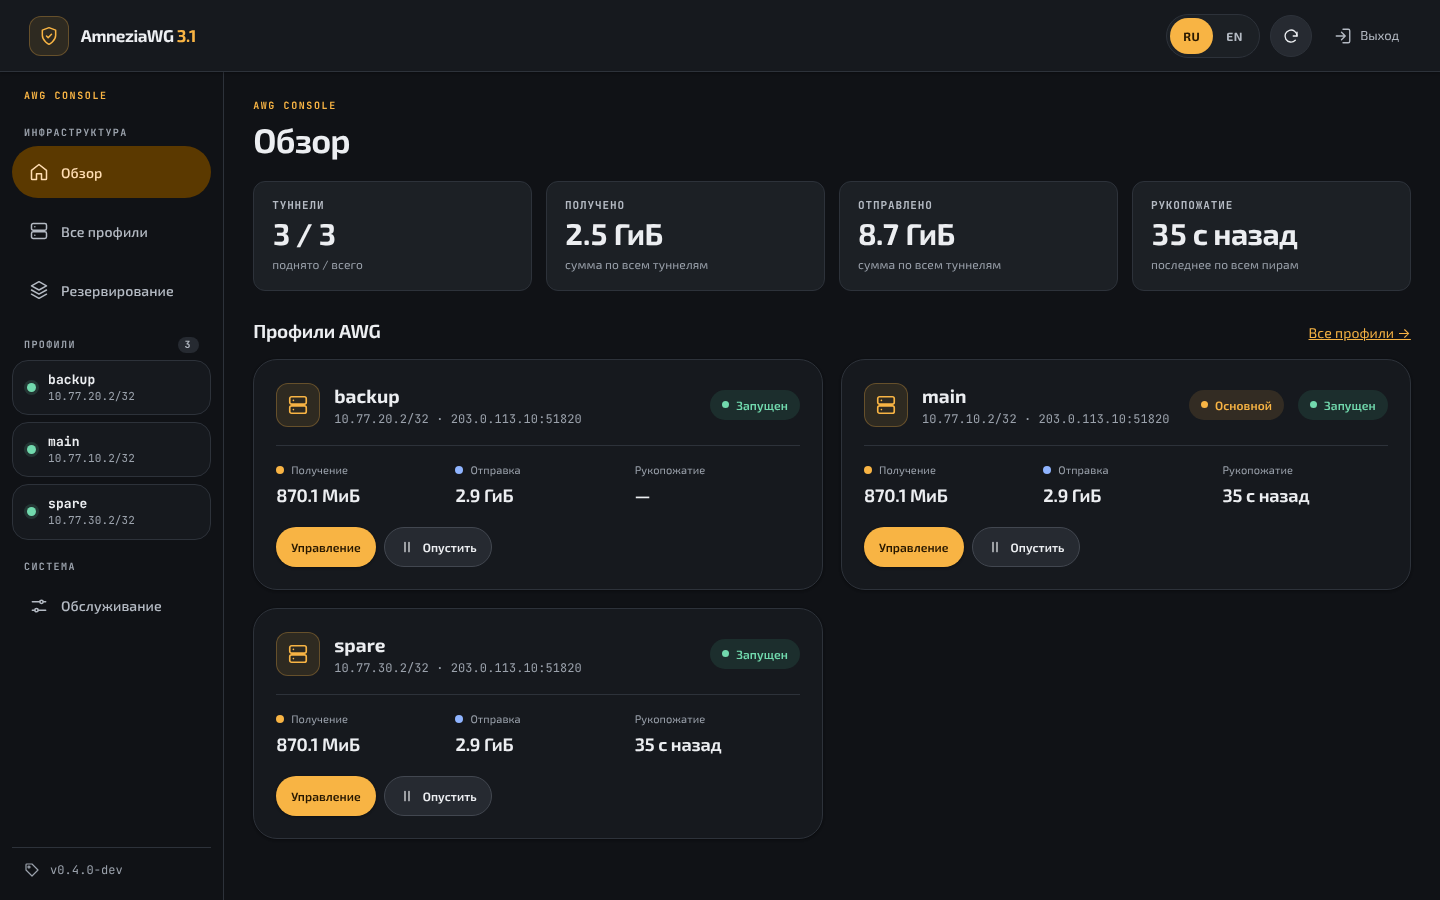 AmneziaWG 3.1
RU EN Выход
AWG CONSOLE
ИНФРАСТРУКТУРА
Обзор
Все профили
Резервирование
ПРОФИЛИ 3
backup
10.77.20.2/32
main
10.77.10.2/32
spare
10.77.30.2/32
СИСТЕМА
Обслуживание
v0.4.0-dev
AWG CONSOLE
Обзор
ТУННЕЛИ
3 / 3
поднято / всего
ПОЛУЧЕНО
2.5 ГиБ
сумма по всем туннелям
ОТПРАВЛЕНО
8.7 ГиБ
сумма по всем туннелям
РУКОПОЖАТИЕ
35 с назад
последнее по всем пирам
Профили AWG
Все профили →
backup
10.77.20.2/32 · 203.0.113.10:51820
Запущен
Получение Отправка Рукопожатие
870.1 МиБ 2.9 ГиБ —
Управление Опустить
main
10.77.10.2/32 · 203.0.113.10:51820
Основной Запущен
Получение Отправка Рукопожатие
870.1 МиБ 2.9 ГиБ 35 с назад
Управление Опустить
spare
10.77.30.2/32 · 203.0.113.10:51820
Запущен
Получение Отправка Рукопожатие
870.1 МиБ 2.9 ГиБ 35 с назад
Управление Опустить